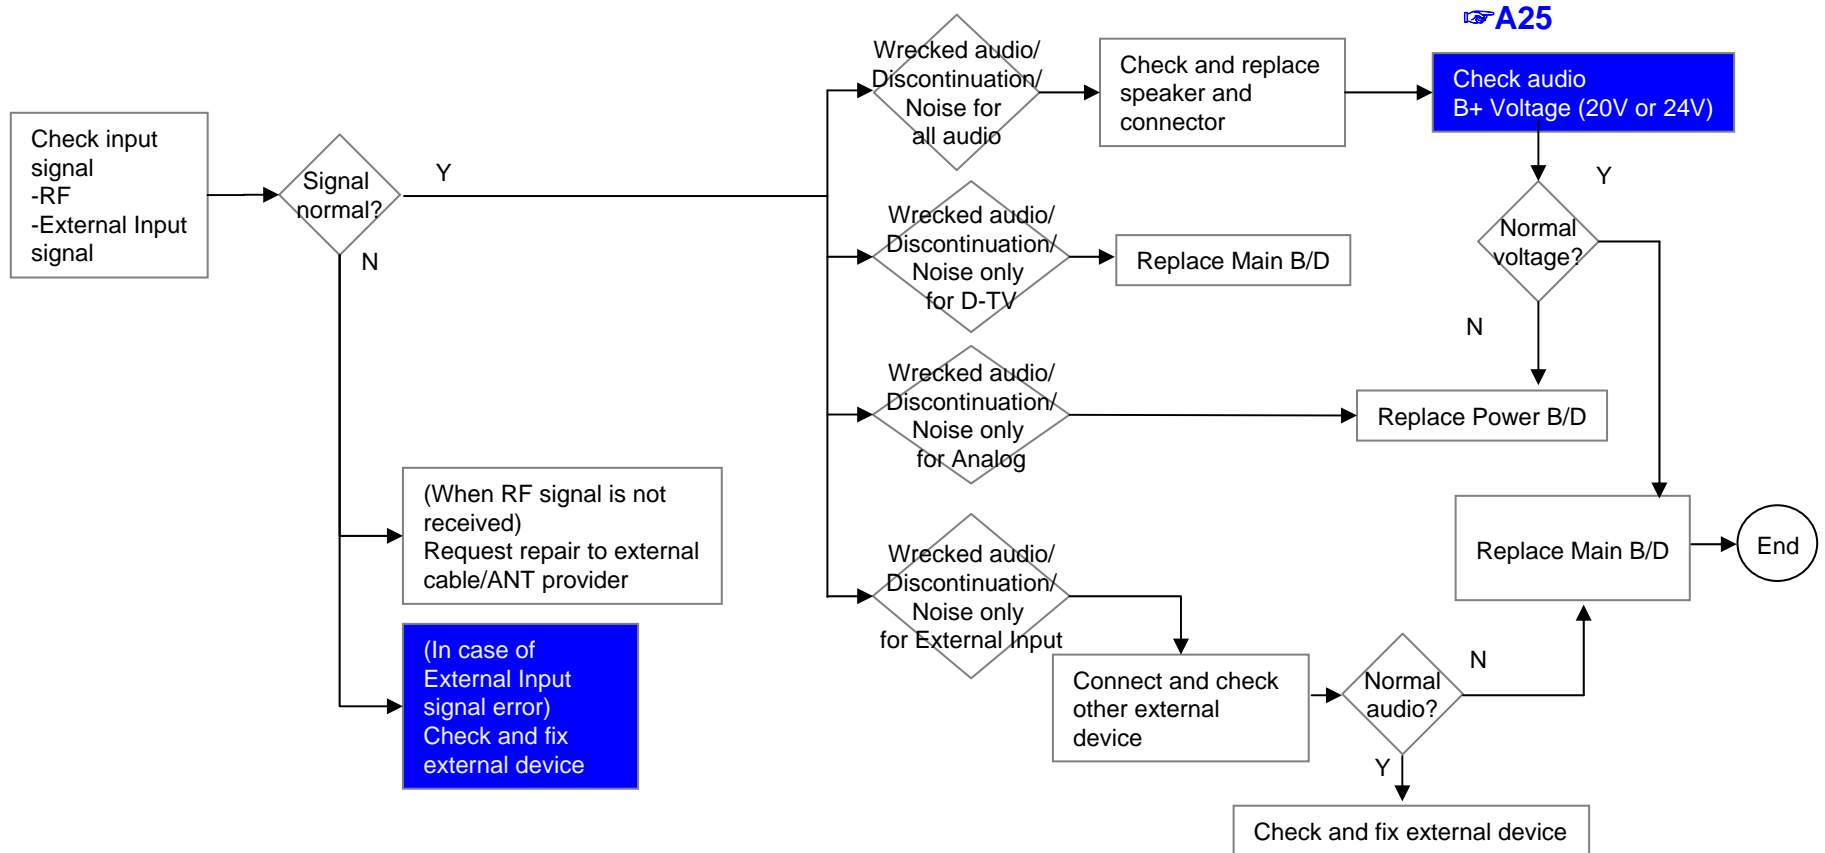 ☞A25
Check input
signal
-RF
-External Input
signal
Signal
normal?
Y
N
(When RF signal is not
received)
Request repair to external
cable/ANT provider
(In case of
External Input
signal error)
Check and fix
external device
Wrecked audio/
Discontinuation/
Noise for
all audio
Check and replace
speaker and
connector
Check audio
B+ Voltage (20V or 24V)
Y
Normal
voltage?
N
Wrecked audio/
Discontinuation/
Noise only
for D-TV
Replace Main B/D
Wrecked audio/
Discontinuation/
Noise only
for Analog
Replace Power B/D
Wrecked audio/
Discontinuation/
Noise only
for External Input
Connect and check
other external
device
Normal
audio?
N
Y
Replace Main B/D
End
Check and fix external device